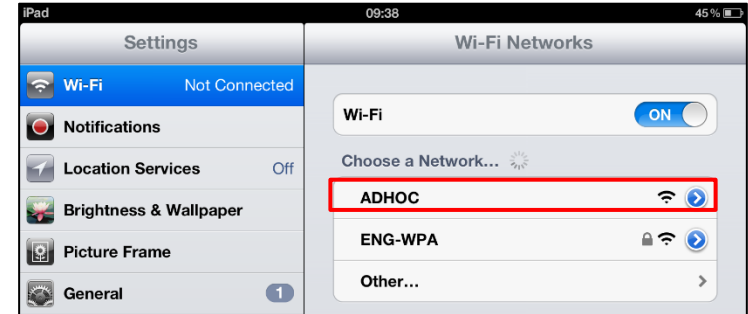 iPad 09:38 45%
Settings
Wi-Fi Networks
Wi-Fi Not Connected
Notifications
Location Services Off
Brightness & Wallpaper
Picture Frame
General 1
Wi-Fi ON
Choose a Network...
ADHOC
ENG-WPA
Other...